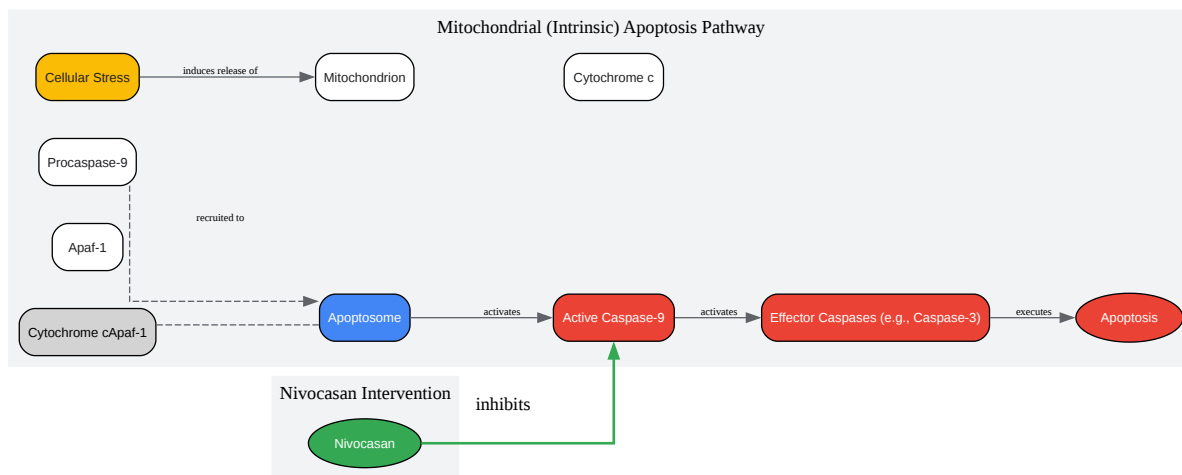 Mitochondrial (Intrinsic) Apoptosis Pathway
Cellular Stress
induces release of
Mitochondrion
Cytochrome c
Procaspase-9
recruited to
Apaf-1
Cytochrome cApaf-1
Apoptosome
activates
Active Caspase-9
activates
Effector Caspases (e.g., Caspase-3)
executes
Apoptosis
Nivocasan Intervention
inhibits
Nivocasan